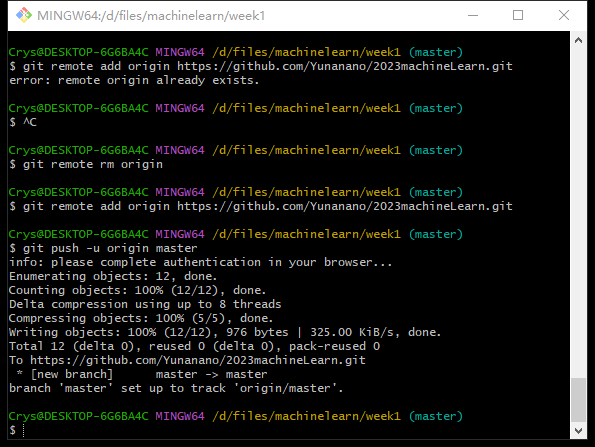 MINGW64:/d/files/machinelearn/week1
Crys@DESKTOP-6G6BA4C MINGW64 /d/files/machinelearn/week1 (master)
$ git remote add origin https://github.com/Yunanano/2023machineLearn.git
error: remote origin already exists.
Crys@DESKTOP-6G6BA4C MINGW64 /d/files/machinelearn/week1 (master)
$ ^C
Crys@DESKTOP-6G6BA4C MINGW64 /d/files/machinelearn/week1 (master)
$ git remote rm origin
Crys@DESKTOP-6G6BA4C MINGW64 /d/files/machinelearn/week1 (master)
$ git remote add origin https://github.com/Yunanano/2023machineLearn.git
Crys@DESKTOP-6G6BA4C MINGW64 /d/files/machinelearn/week1 (master)
$ git push -u origin master
info: please complete authentication in your browser...
Enumerating objects: 12, done.
Counting objects: 100% (12/12), done.
Delta compression using up to 8 threads
Compressing objects: 100% (5/5), done.
Writing objects: 100% (12/12), 976 bytes | 325.00 KiB/s, done.
Total 12 (delta 0), reused 0 (delta 0), pack-reused 0
To https://github.com/Yunanano/2023machineLearn.git
 * [new branch]      master -> master
branch 'master' set up to track 'origin/master'.
Crys@DESKTOP-6G6BA4C MINGW64 /d/files/machinelearn/week1 (master)
$